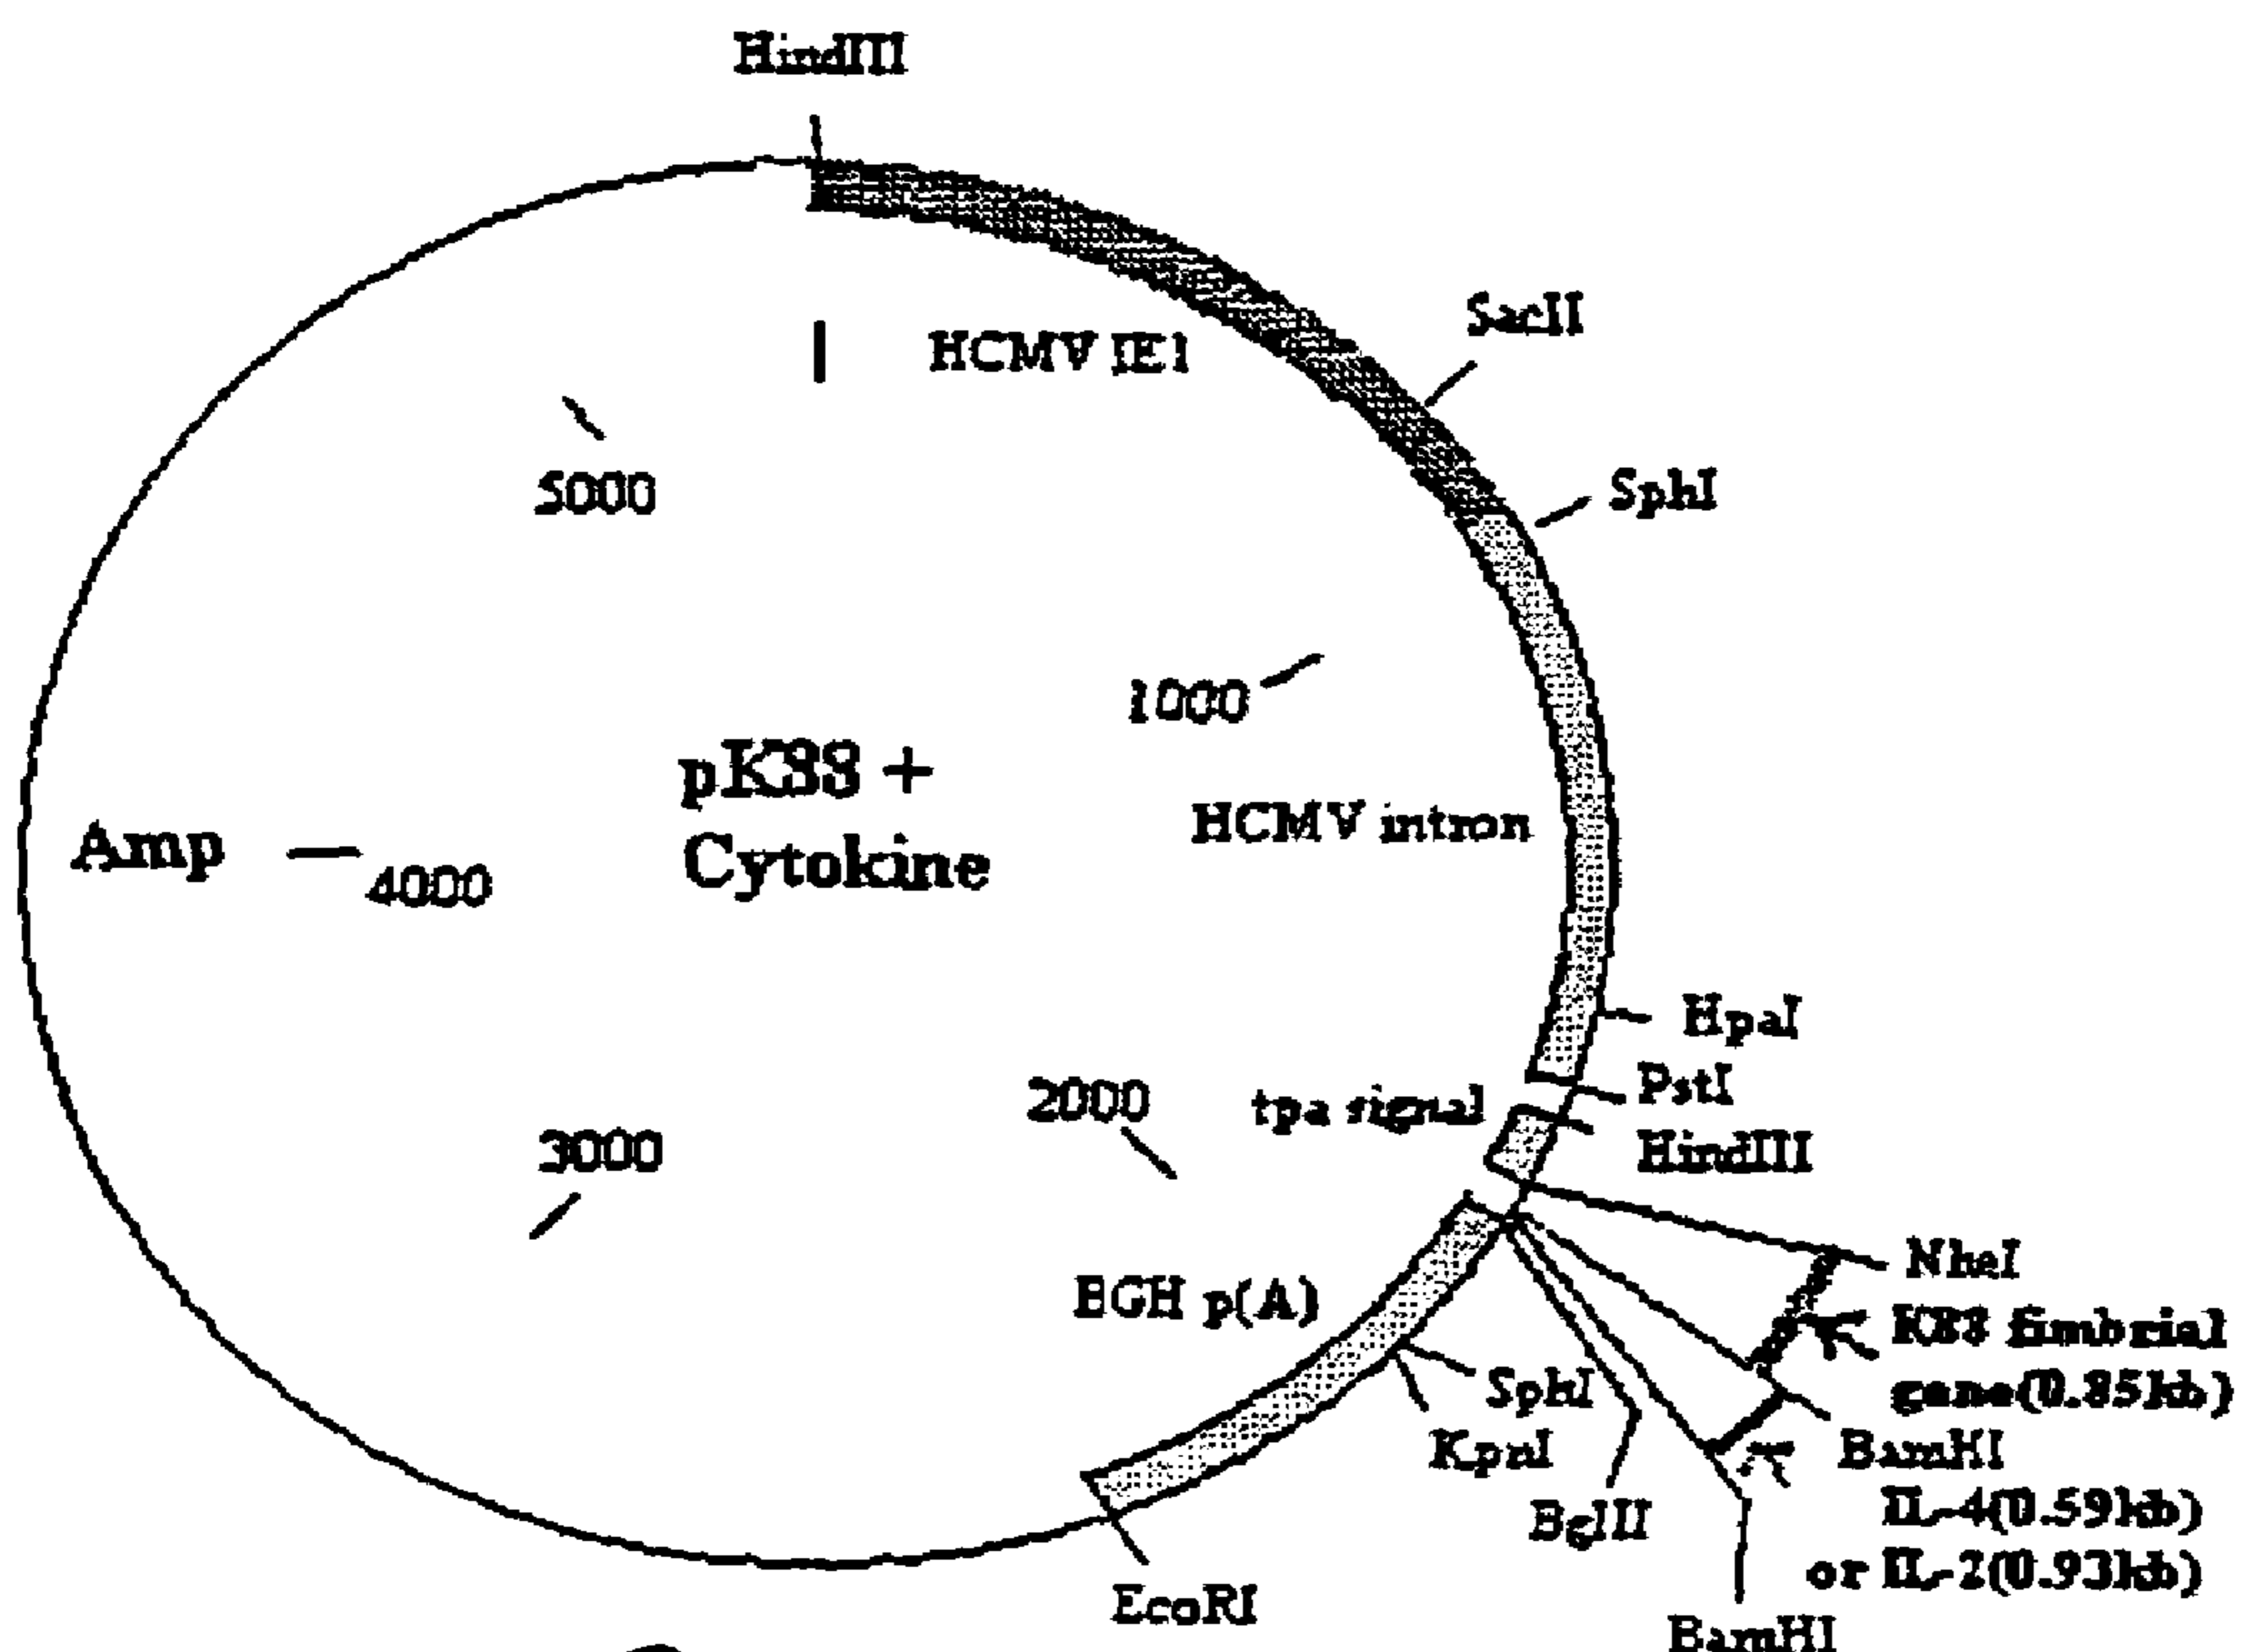 HindIII
SacII
HCMV IE1
SphI
5000
1000
pK88 +
Cytokine
HCMV intron
Amp
4000
HpaI
PstI
2000
tpa signal
HindIII
3000
NheI
BGH p(A)
K88 fimbrial
gene(0.85kb)
SphI
KpnI
BamHI
BglII
IL-4(0.59kb)
or IL-2(0.93kb)
EcoRI
BamHI